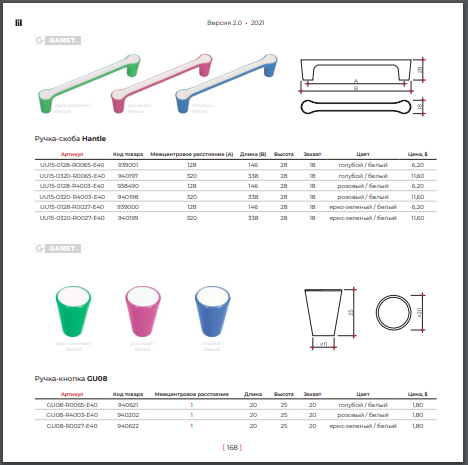 Версия 2.0 • 2021
GAMET
ярко-зеленый / белый
розовый / белый
голубой / белый
28
A
B
18
Ручка-скоба Hantle
Артикул Код товара Межцентровое расстояние (A) Длина (B) Высота Захват Цвет Цена, $
UU15-0128-R0065-E40 939001 128 146 28 18 голубой / белый 6,20
UU15-0320-R0065-E40 940197 320 338 28 18 голубой / белый 11,60
UU15-0128-R4003-E40 938490 128 146 28 18 розовый / белый 6,20
UU15-0320-R4003-E40 940198 320 338 28 18 розовый / белый 11,60
UU15-0128-R0027-E40 939000 128 146 28 18 ярко-зеленый / белый 6,20
UU15-0320-R0027-E40 940199 320 338 28 18 ярко-зеленый / белый 11,60
GAMET
ярко-зеленый / белый
розовый / белый
голубой / белый
25
ø11
ø20
Ручка-кнопка GU08
Артикул Код товара Межцентровое расстояние Длина Высота Захват Цвет Цена, $
GU08-R0065-E40 940621 1 20 25 20 голубой / белый 1,80
GU08-R4003-E40 940202 1 20 25 20 розовый / белый 1,80
GU08-R0027-E40 940622 1 20 25 20 ярко-зеленый / белый 1,80
[ 168 ]